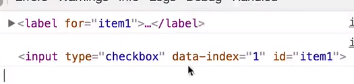 ▶<label for="item1">…</label>
<input type="checkbox" data-index="1" id="item1">